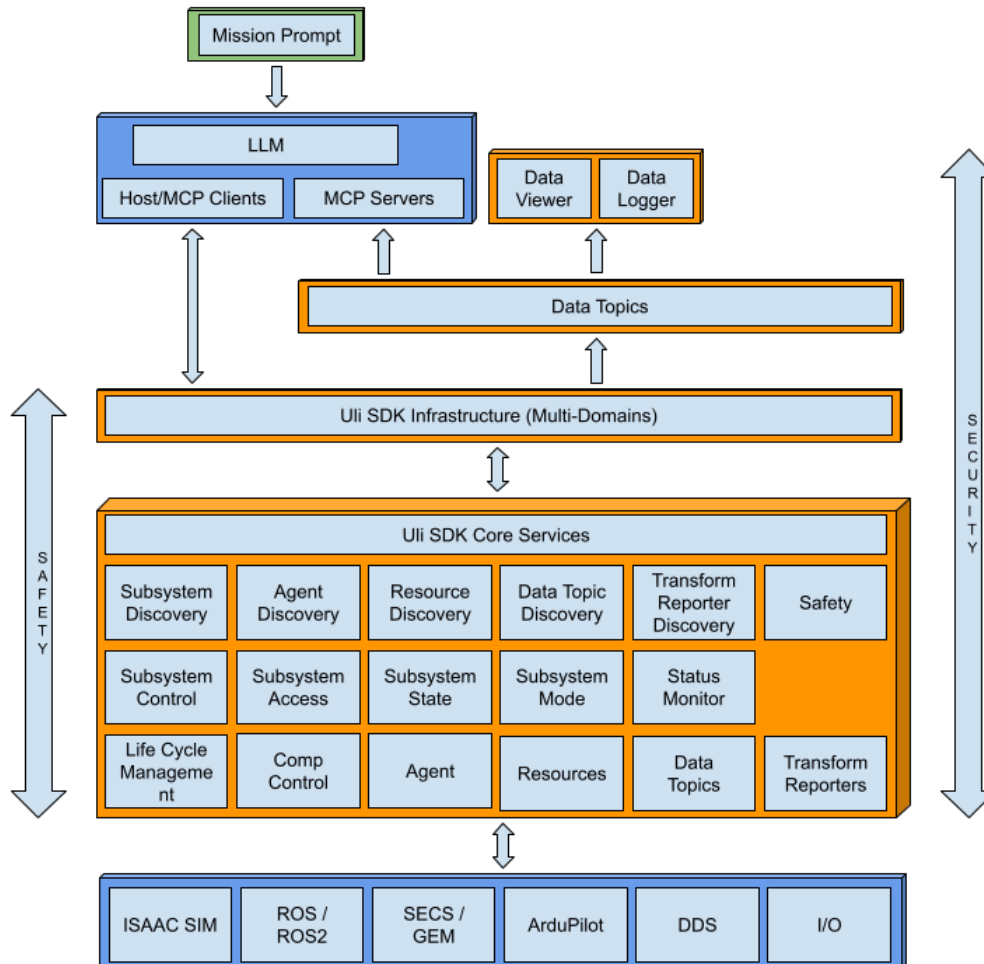 Mission Prompt
LLM
Host/MCP Clients
MCP Servers
Data
Viewer
Data
Logger
Data Topics
Uli SDK Infrastructure (Multi-Domains)
SAFETY
SECURITY
Uli SDK Core Services
Subsystem
Discovery
Agent
Discovery
Resource
Discovery
Data Topic
Discovery
Transform
Reporter
Discovery
Safety
Subsystem
Control
Subsystem
Access
Subsystem
State
Subsystem
Mode
Status
Monitor
Life Cycle
Manageme
nt
Comp
Control
Agent
Resources
Data
Topics
Transform
Reporters
ISAAC SIM
ROS /
ROS2
SECS /
GEM
ArduPilot
DDS
I/O